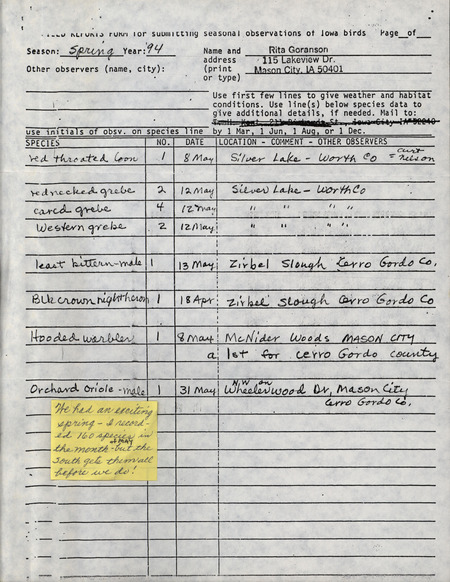 FIELD REPORTS FORM for submitting seasonal observations of Iowa birds Page_of_
Season: Spring Year: 94 Name and Rita Goranson
address 115 Lakeview Dr.
Other observers (name, city): (print Mason City, IA 50401
or type)
Use first few lines to give weather and habitat
conditions. Use line(s) below species data to
give additional details, if needed. Mail to:
use initials of obsv. on species line by 1 Mar, 1 Jun, 1 Aug, or 1 Dec.
SPECIES NO. DATE LOCATION - COMMENT - OTHER OBSERVERS
red throated loon 1 8 May Silver Lake - Worth Co = Curt Nelson
rednecked grebe 2 12 May Silver Lake - Worth Co
eared grebe 4 12 May " " " "
Western grebe 2 12 May " " " "
least bittern - male 1 13 May Zirbel Slough Cerro Gordo Co.
Blk crown night heron 1 18 Apr Zirbel Slough Cerro Gordo Co
Hooded warbler 1 8 May McNider Woods MASON CITY
a 1st for Cerro Gordo County
Orchard Oriole - male 1 31 May NW on Wheelerwood Dr, Mason City
Cerro Gordo Co.
We had an exciting
spring - I record-
ed 160 species in
the month of May - but the
South gets them all
before we do!